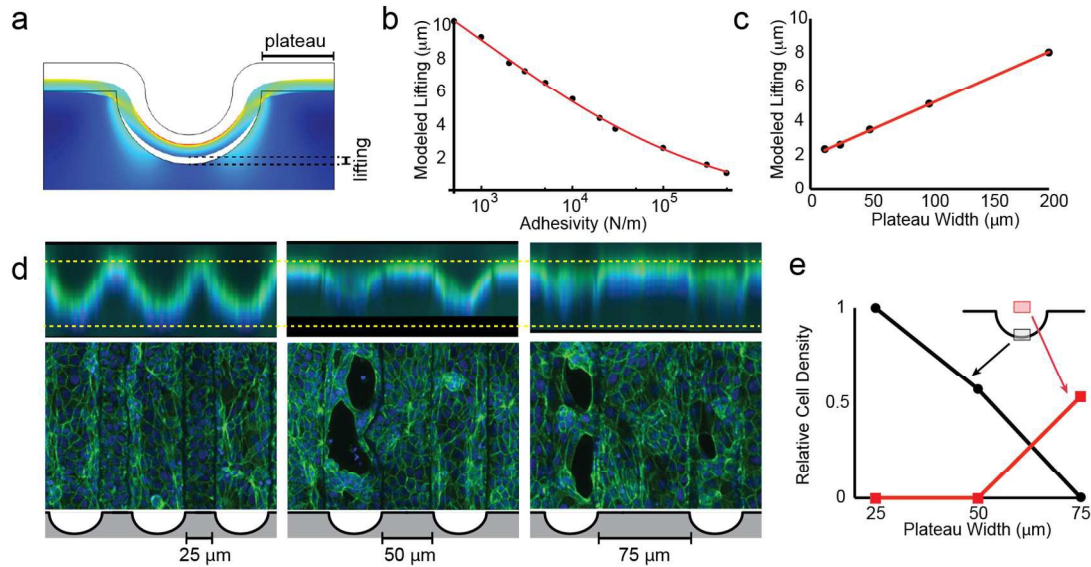 a
plateau
lifting
b
Modeled Lifting (μm)
10
8
6
4
2
10³
10⁴
10⁵
Adhesivity (N/m)
c
Modeled Lifting (μm)
10
8
6
4
2
0
0
50
100
150
200
Plateau Width (μm)
d
25 μm
50 μm
75 μm
e
Relative Cell Density
1
0.5
0
25
50
75
Plateau Width (μm)